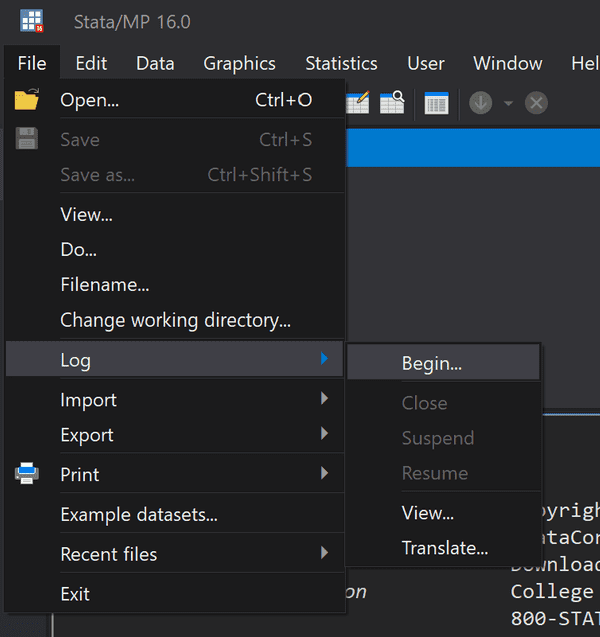 Stata/MP 16.0
File Edit Data Graphics Statistics User Window Hel
Open... Ctrl+O
Save Ctrl+S
Save as... Ctrl+Shift+S
View...
Do...
Filename...
Change working directory...
Log
Begin...
Close
Suspend
Resume
View...
Translate...
Import
Export
Print
Example datasets...
Recent files
Exit
opyrigh
ataCor
Download
on College
800-STAT